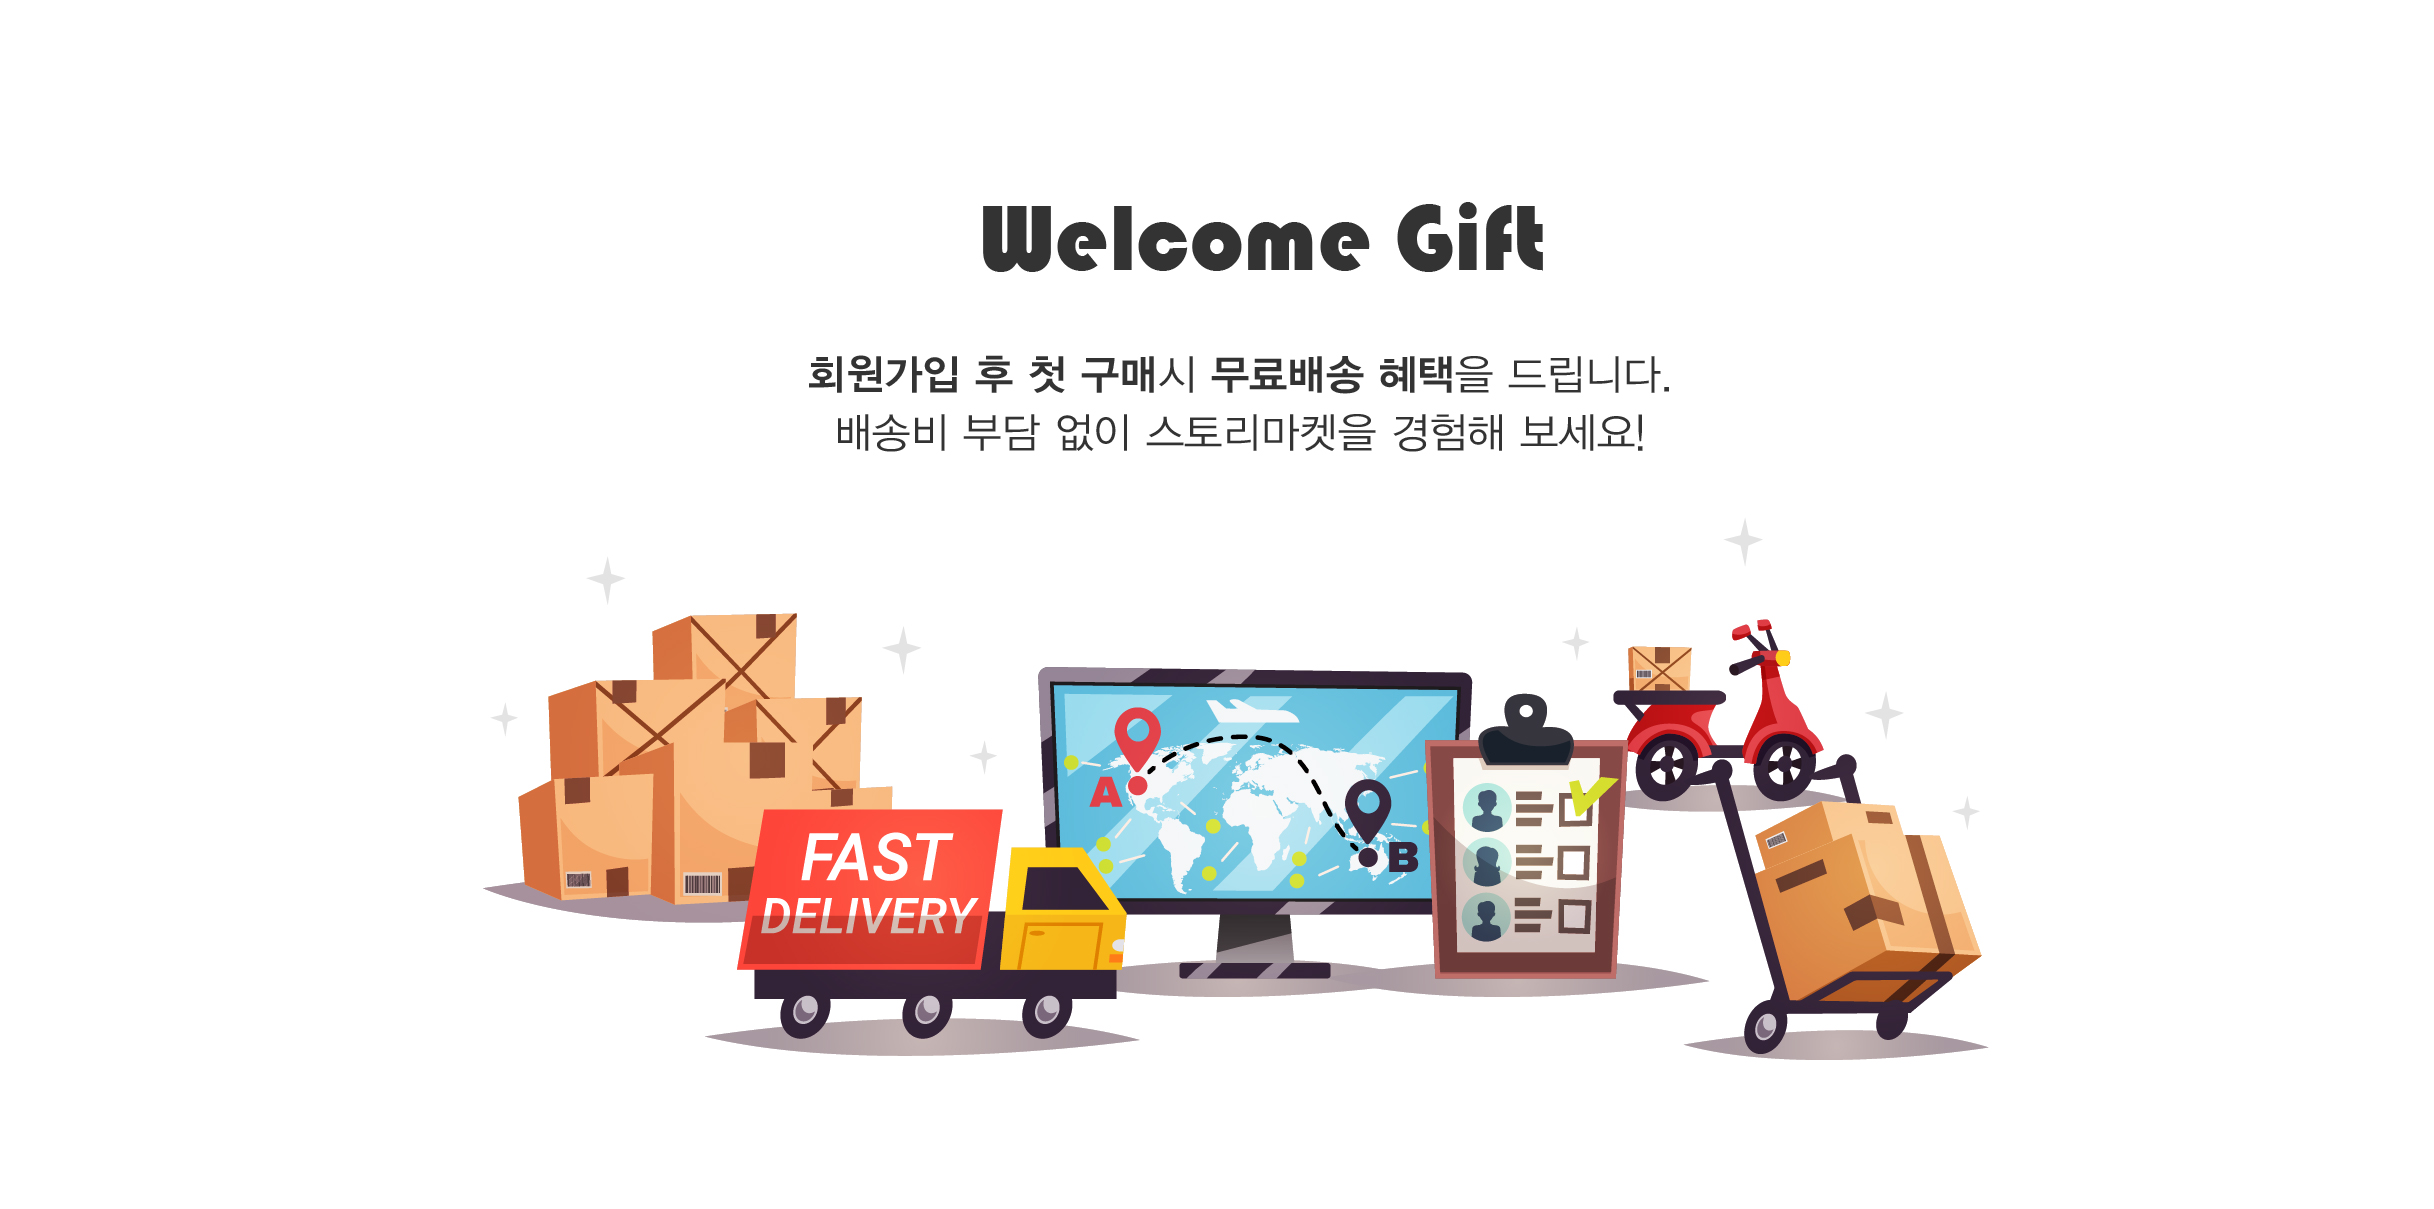 Welcome Gift
회원가입 후 첫 구매시 무료배송 혜택을 드립니다.
배송비 부담 없이 스토리마켓을 경험해 보세요!
A
B
FAST
DELIVERY